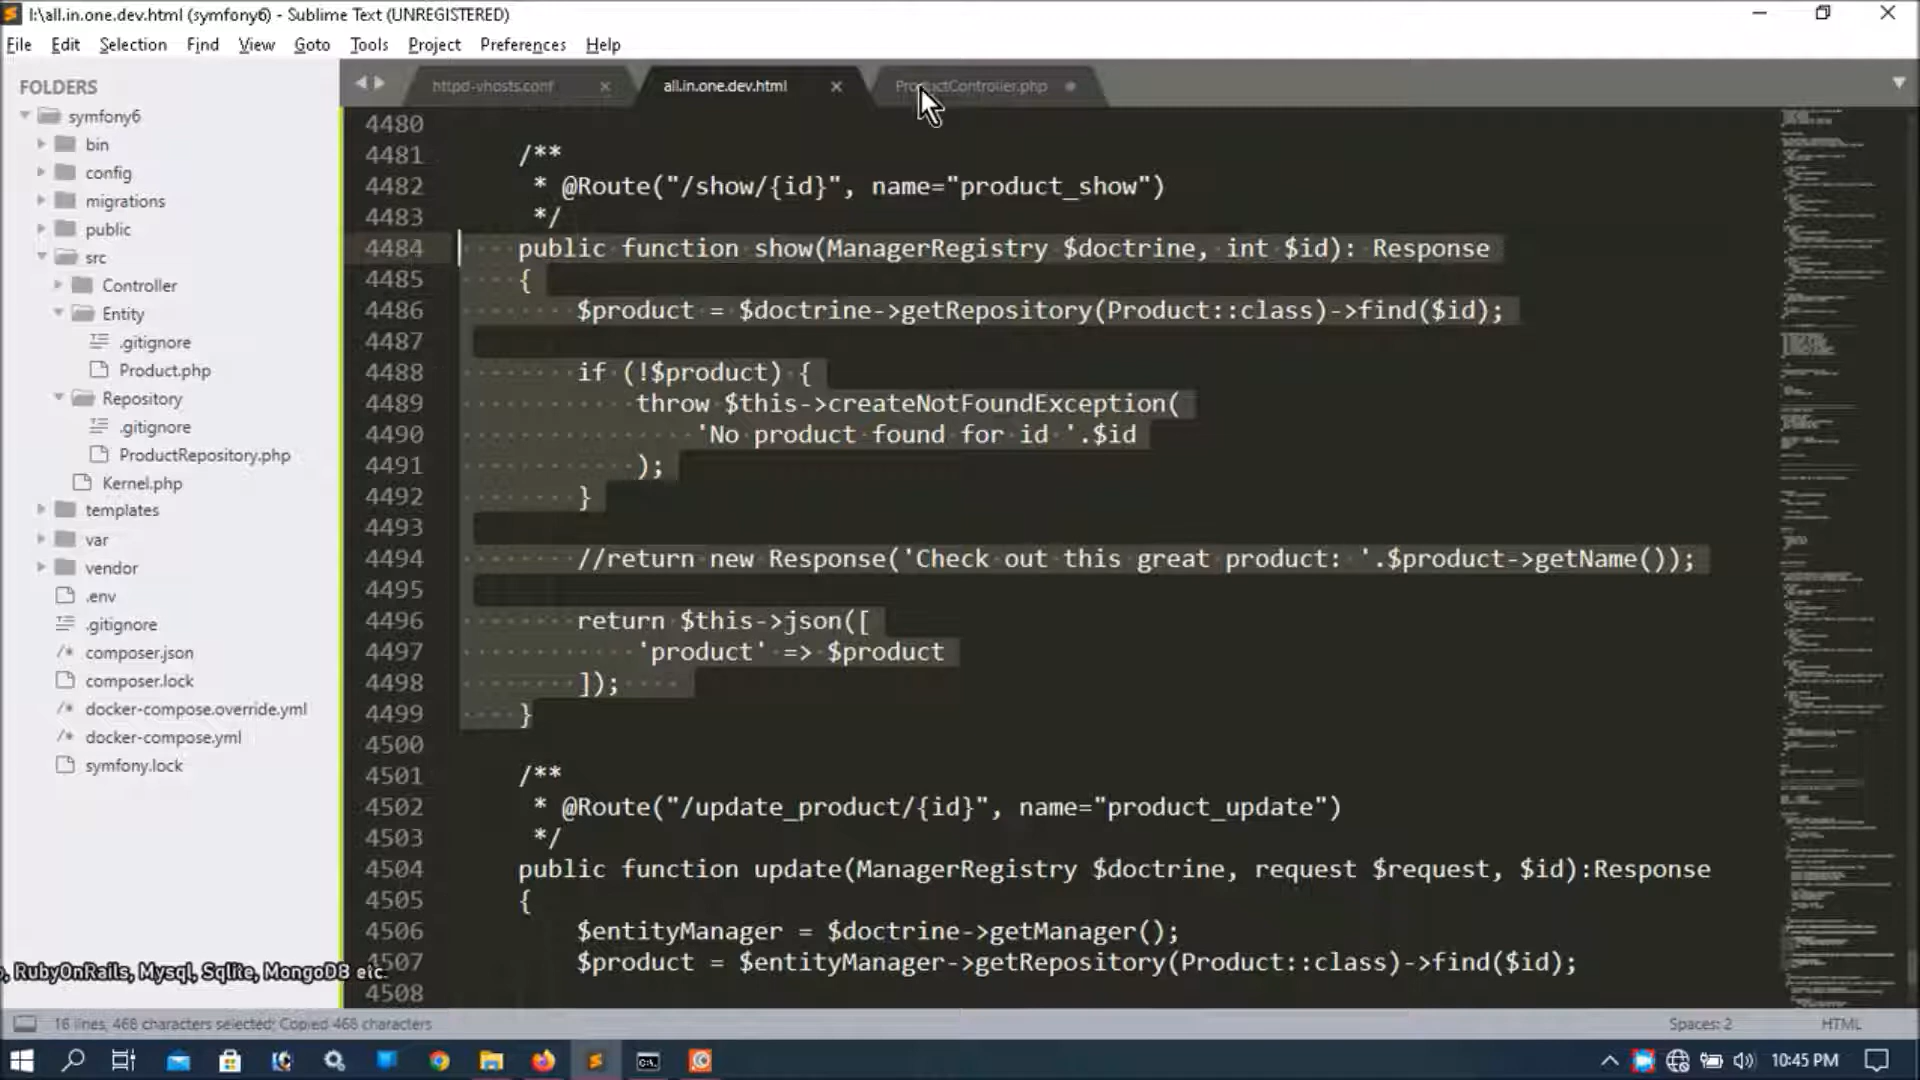 I:\all.in.one.dev.html (symfony6) - Sublime Text (UNREGISTERED)
File Edit Selection Find View Goto Tools Project Preferences Help
FOLDERS
symfony6
bin
config
migrations
public
src
Controller
Entity
.gitignore
Product.php
Repository
.gitignore
ProductRepository.php
Kernel.php
templates
var
vendor
.env
.gitignore
composer.json
composer.lock
docker-compose.override.yml
docker-compose.yml
symfony.lock
httpd-vhosts.conf all.in.one.dev.html ProductController.php
4480
4481 /**
4482 * @Route("/show/{id}", name="product_show")
4483 */
4484 public function show(ManagerRegistry $doctrine, int $id): Response
4485 {
4486 $product = $doctrine->getRepository(Product::class)->find($id);
4487
4488 if (!$product) {
4489 throw $this->createNotFoundException(
4490 'No product found for id '.$id
4491 );
4492 }
4493
4494 //return new Response('Check out this great product: '.$product->getName());
4495
4496 return $this->json([
4497 'product' => $product
4498 ]);
4499 }
4500
4501 /**
4502 * @Route("/update_product/{id}", name="product_update")
4503 */
4504 public function update(ManagerRegistry $doctrine, request $request, $id):Response
4505 {
4506 $entityManager = $doctrine->getManager();
4507 $product = $entityManager->getRepository(Product::class)->find($id);
4508
, RubyOnRails, Mysql, Sqlite, MongoDB etc.
16 lines, 468 characters selected; Copied 468 characters Spaces: 2 HTML
10:45 PM